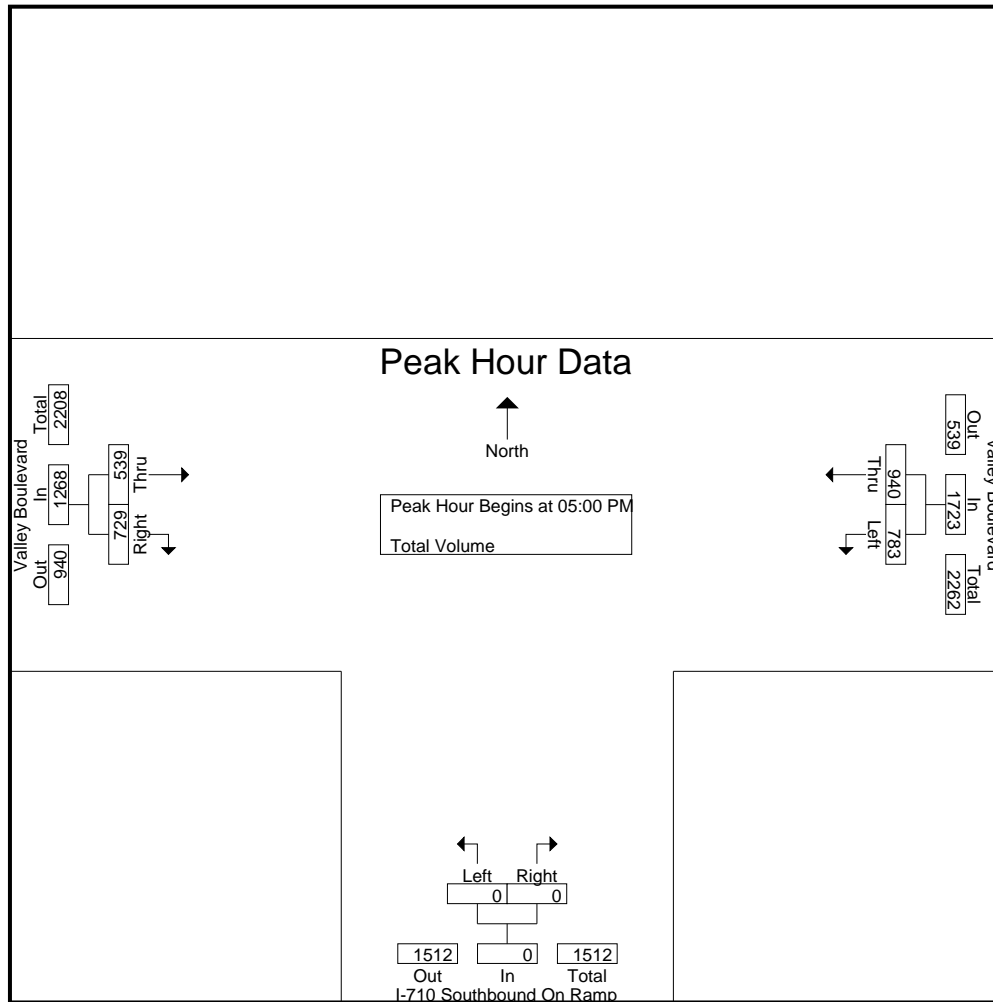 Peak Hour Data
North
Peak Hour Begins at 05:00 PM
Total Volume
Valley Boulevard
Total
2208
In
1268
Out
940
539
Thru
729
Right
Out
539
In
1723
Total
2262
Valley Boulevard
Thru
940
Left
783
Left Right
0 0
1512 0 1512
Out In Total
I-710 Southbound On Ramp